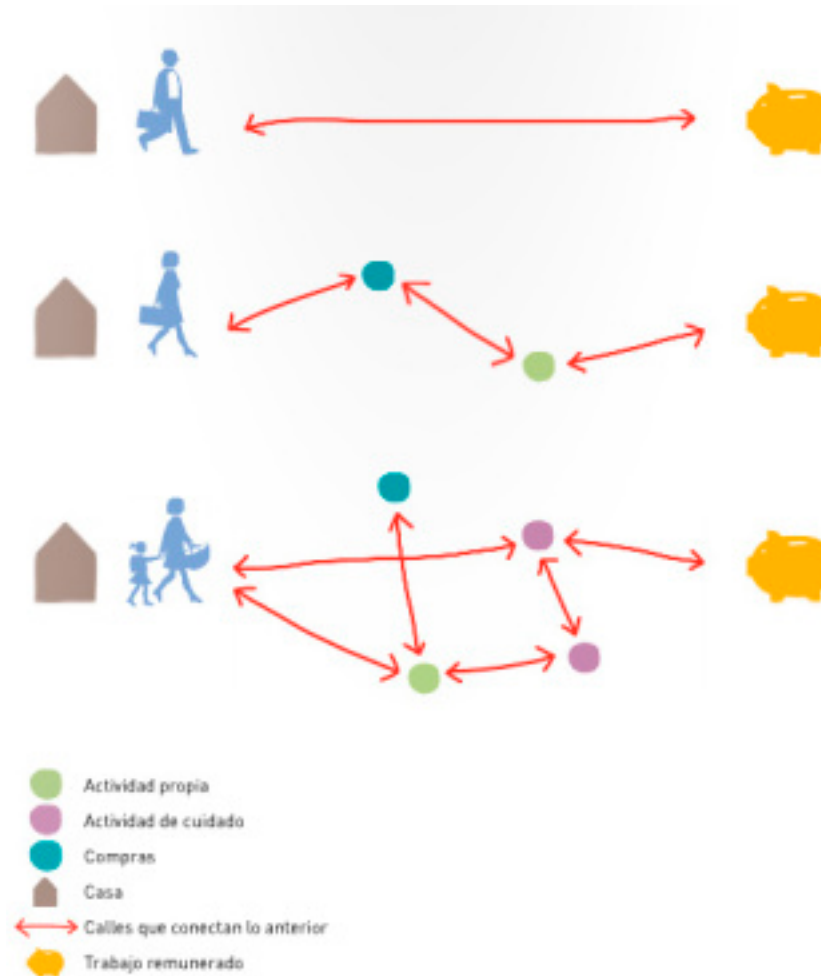 Actividad propia
Actividad de cuidado
Compras
Casa
Calles que conectan lo anterior
Trabajo remunerado